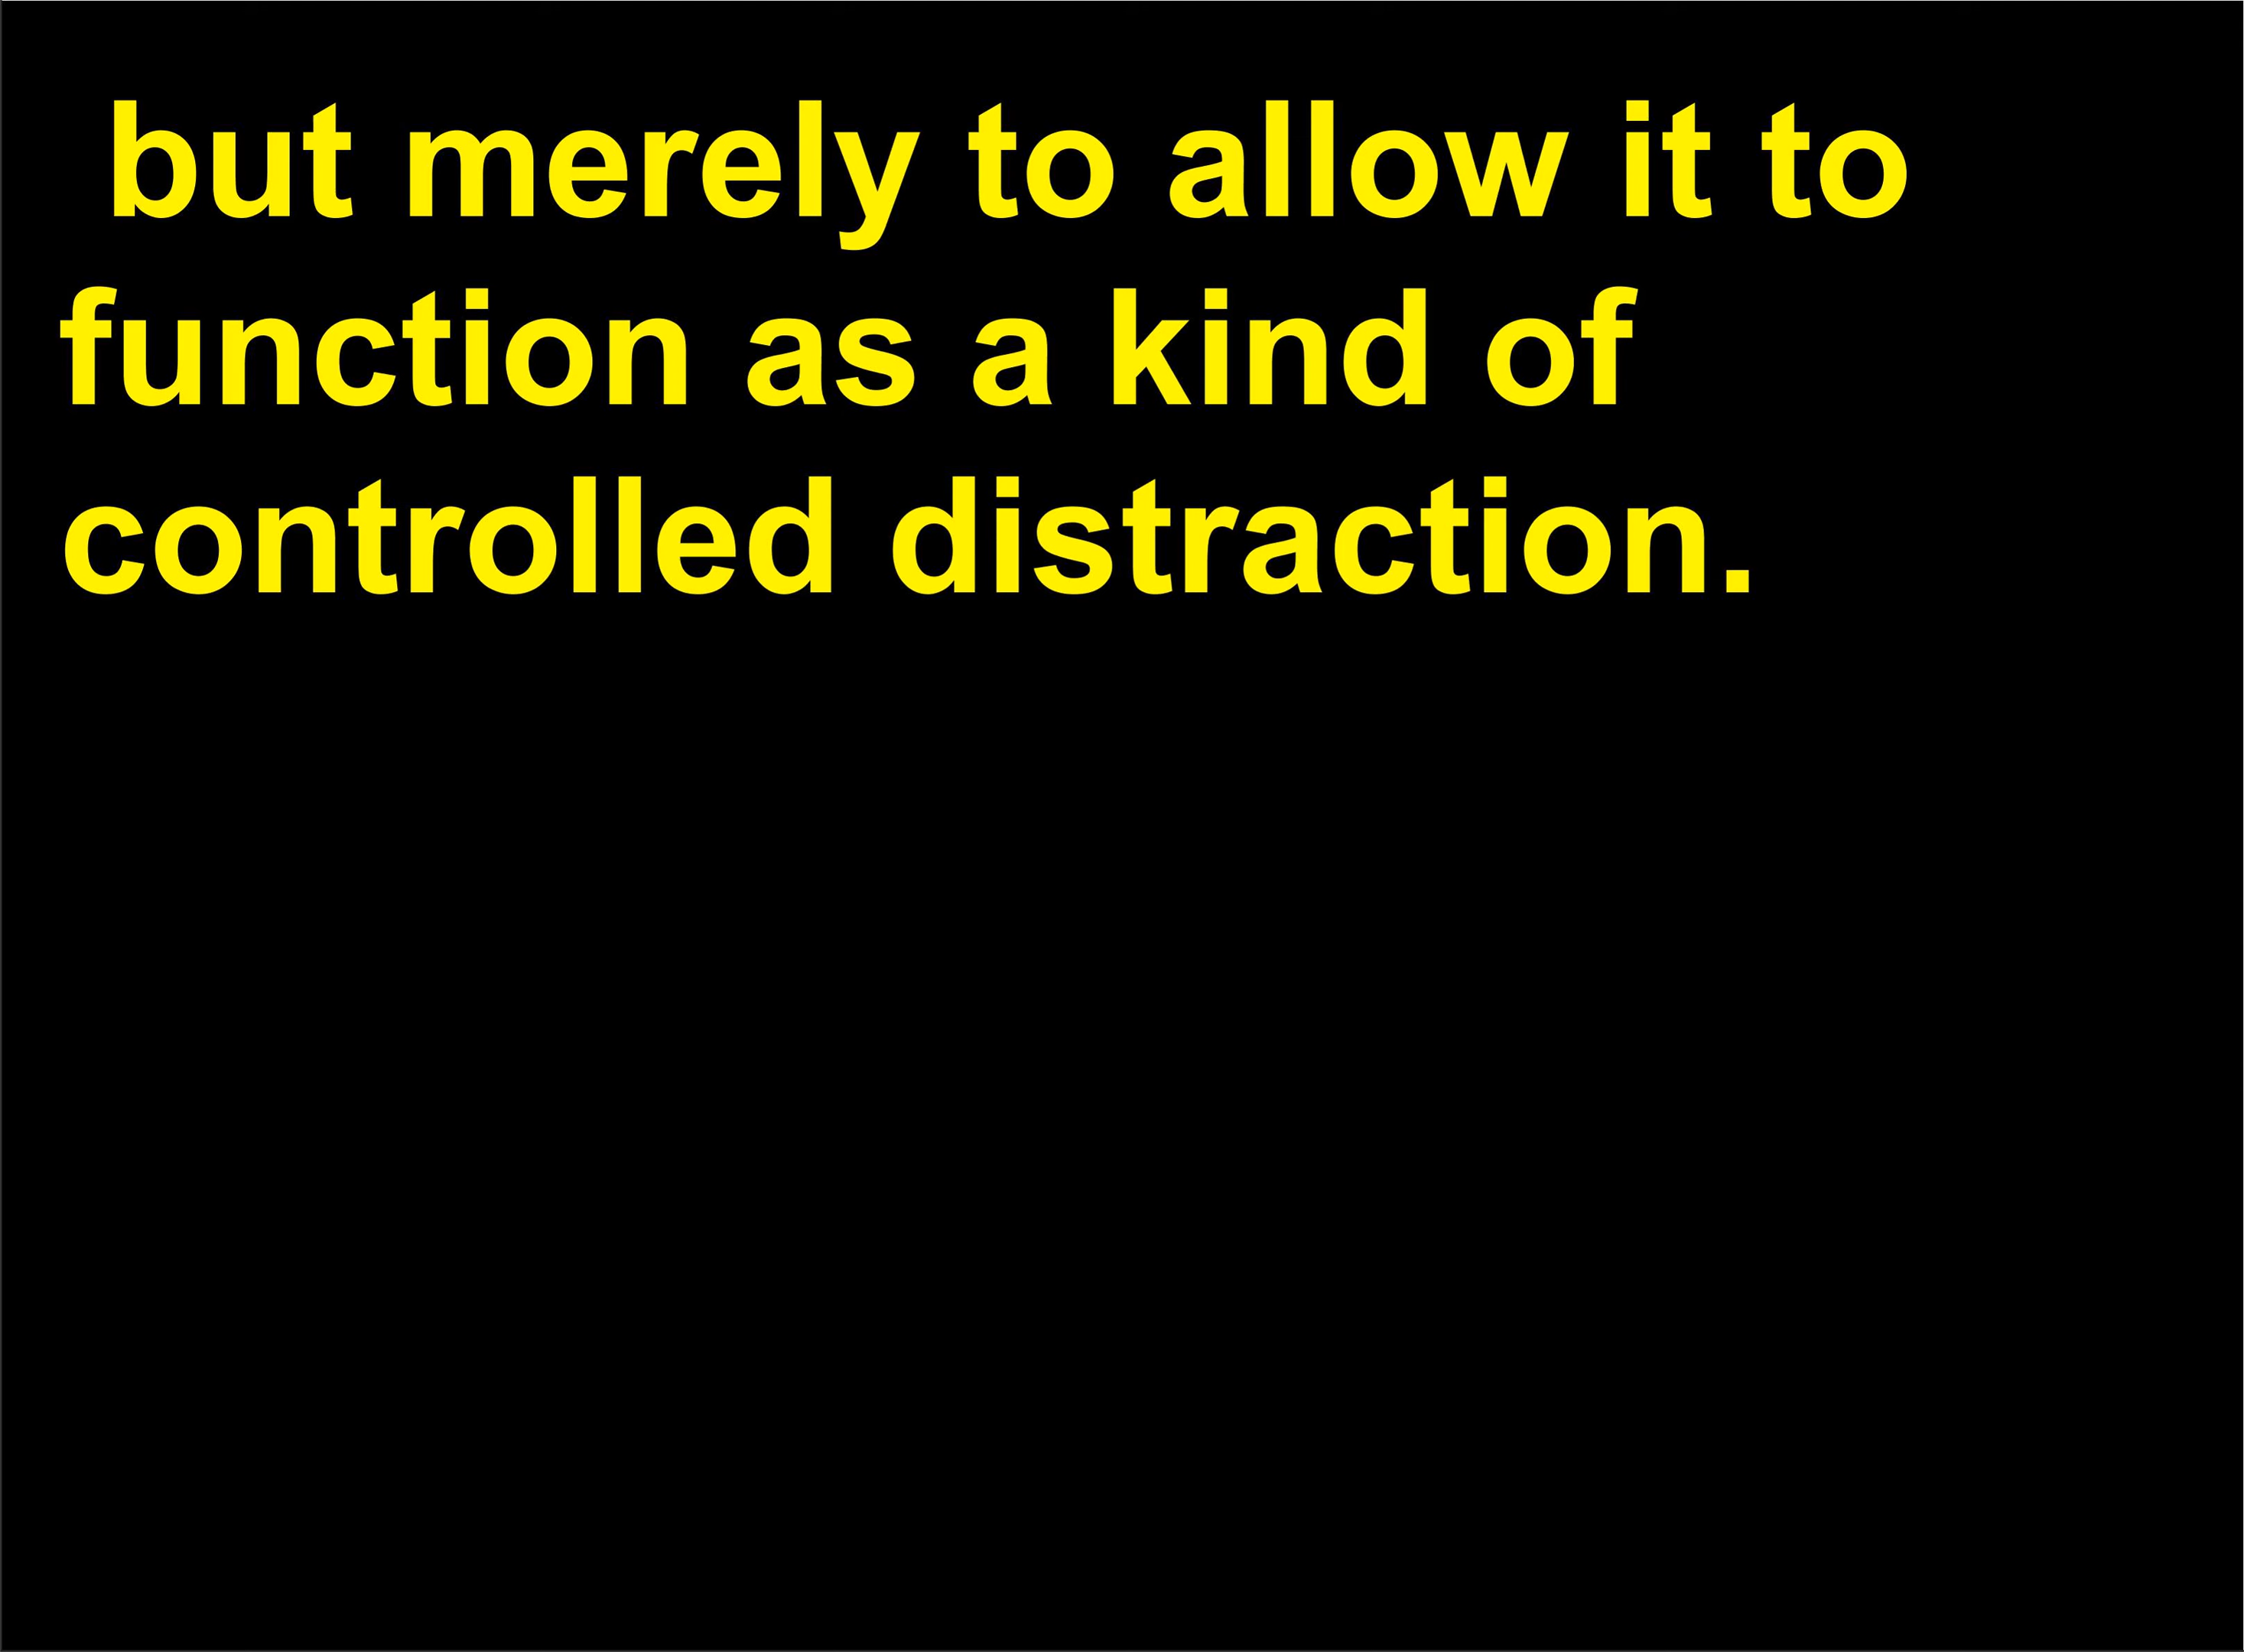 but merely to allow it to
function as a kind of
controlled distraction.